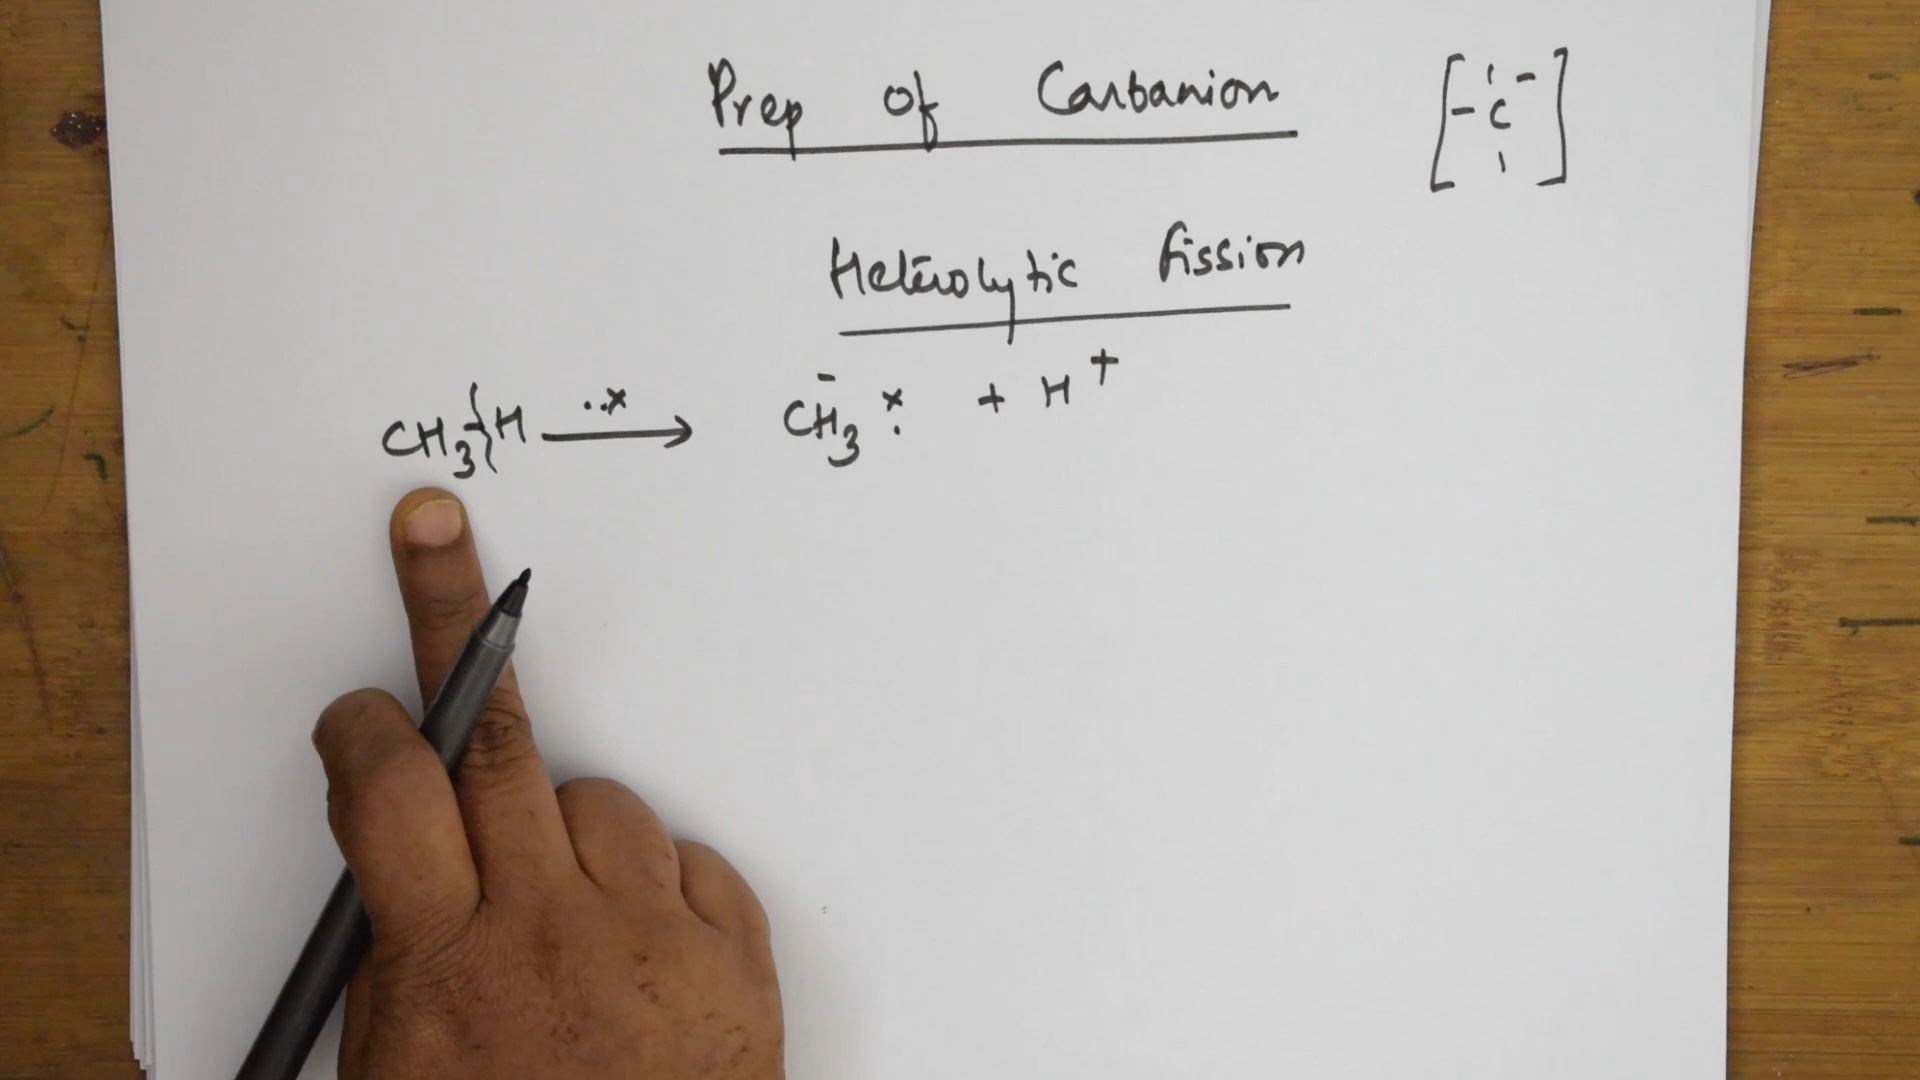 Prep of Carbanion [-C-]
Heterolytic fission
CH3-H ··x → CH3⁻ ×· + H+